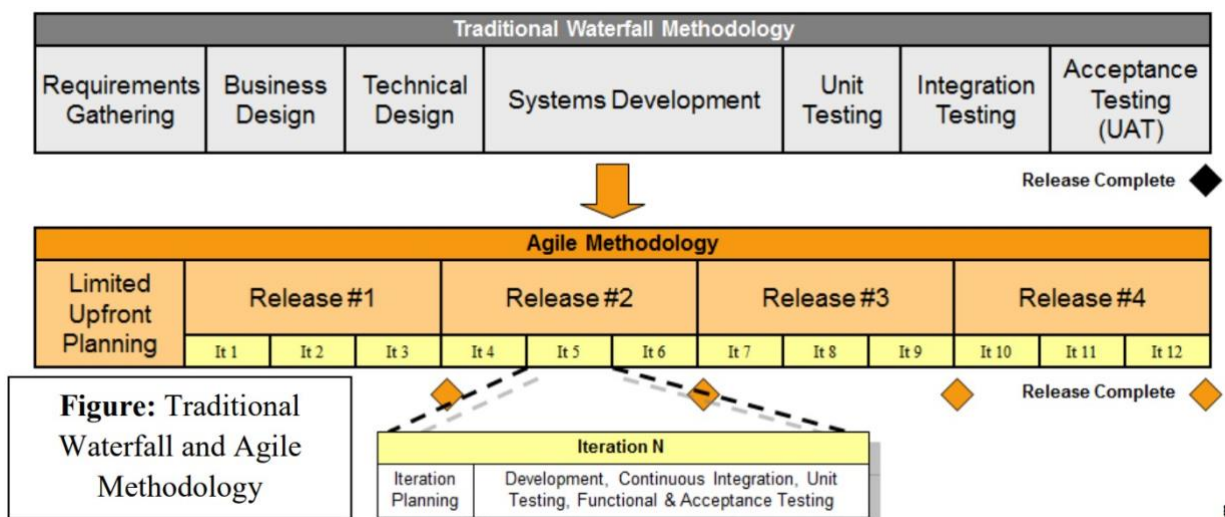 Traditional Waterfall Methodology
Requirements
Gathering
Business
Design
Technical
Design
Systems Development
Unit
Testing
Integration
Testing
Acceptance
Testing
(UAT)
Release Complete
Agile Methodology
Limited
Upfront
Planning
Release #1
Release #2
Release #3
Release #4
It 1
It 2
It 3
It 4
It 5
It 6
It 7
It 8
It 9
It 10
It 11
It 12
Release Complete
Figure: Traditional
Waterfall and Agile
Methodology
Iteration N
Iteration
Planning
Development, Continuous Integration, Unit
Testing, Functional & Acceptance Testing